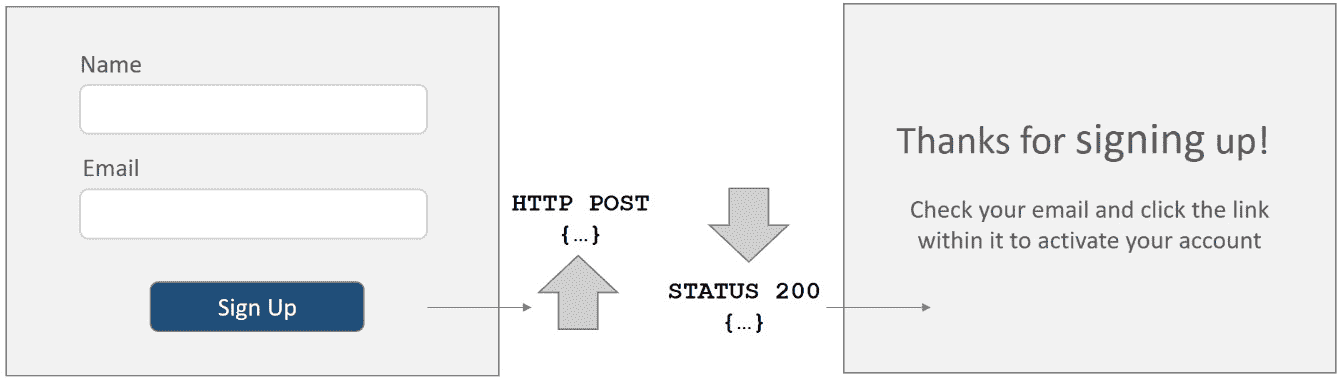 Name
Email
Sign Up
HTTP POST
{…}
STATUS 200
{…}
Thanks for signing up!
Check your email and click the link
within it to activate your account